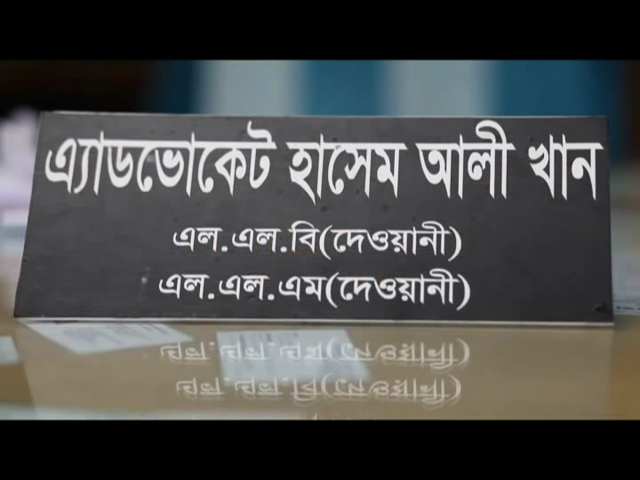 এ্যাডভোকেট হাসেম আলী খান
এল.এল.বি(দেওয়ানী)
এল.এল.এম(দেওয়ানী)